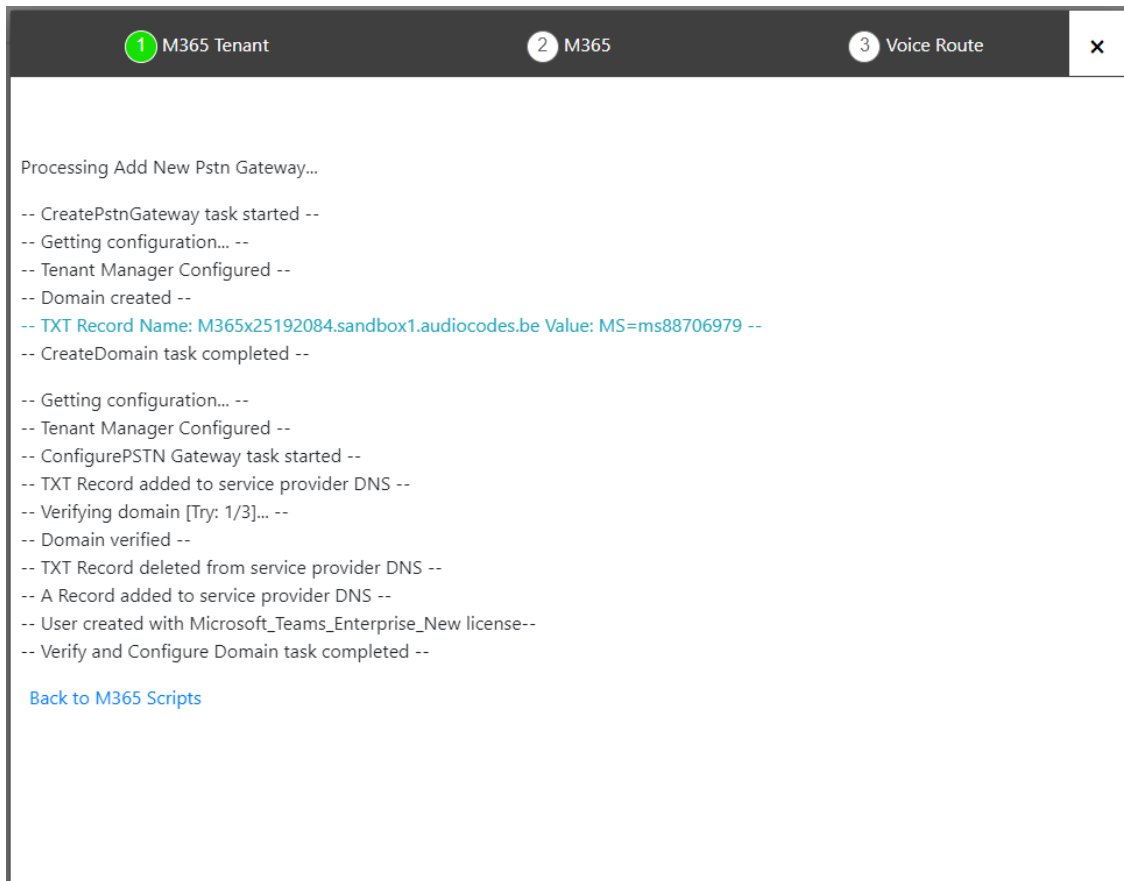 1 M365 Tenant
2 M365
3 Voice Route
×
Processing Add New Pstn Gateway...
-- CreatePstnGateway task started --
-- Getting configuration... --
-- Tenant Manager Configured --
-- Domain created --
-- TXT Record Name: M365x25192084.sandbox1.audiocodes.be Value: MS=ms88706979 --
-- CreateDomain task completed --
-- Getting configuration... --
-- Tenant Manager Configured --
-- ConfigurePSTN Gateway task started --
-- TXT Record added to service provider DNS --
-- Verifying domain [Try: 1/3]... --
-- Domain verified --
-- TXT Record deleted from service provider DNS --
-- A Record added to service provider DNS --
-- User created with Microsoft_Teams_Enterprise_New license--
-- Verify and Configure Domain task completed --
Back to M365 Scripts